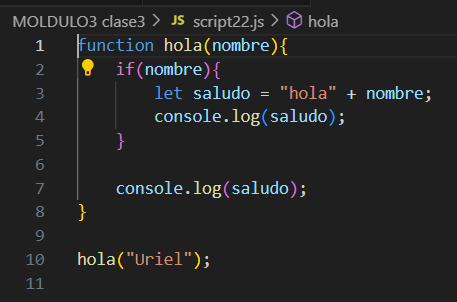 MOLDULO3 clase3 > JS script22.js > hola
1 function hola(nombre){
2     if(nombre){
3         let saludo = "hola" + nombre;
4         console.log(saludo);
5     }
6
7     console.log(saludo);
8 }
9
10 hola("Uriel");
11